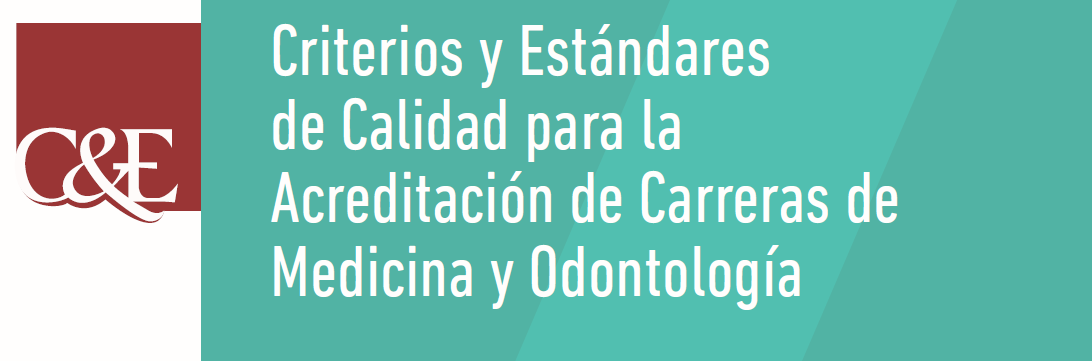 C&E
Criterios y Estándares
de Calidad para la
Acreditación de Carreras de
Medicina y Odontología